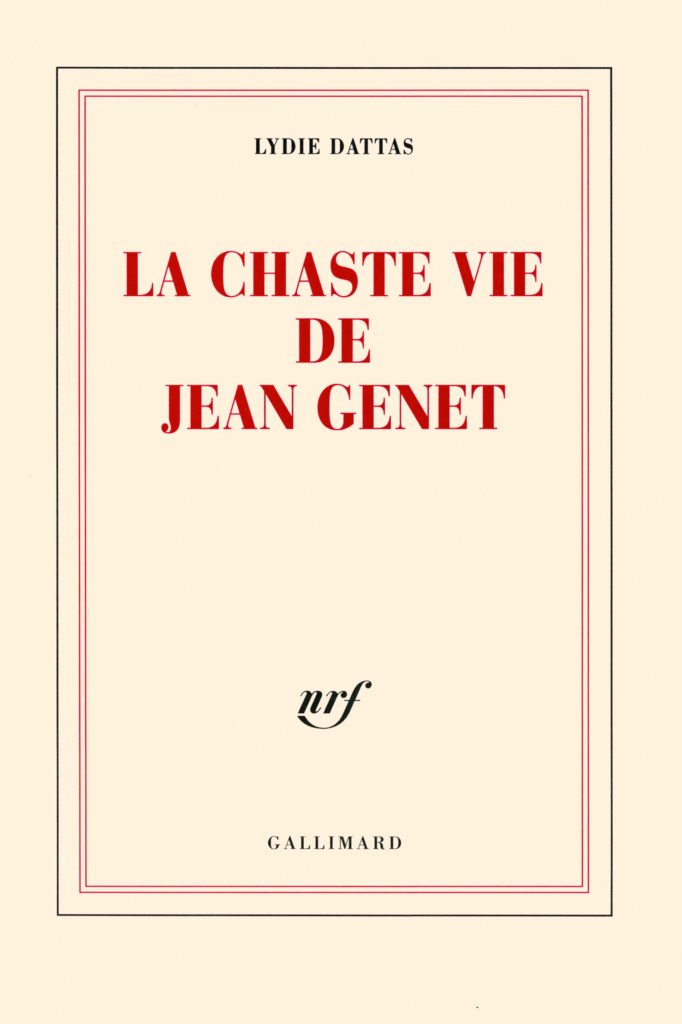 LYDIE DATTAS
LA CHASTE VIE
DE
JEAN GENET
nrf
GALLIMARD